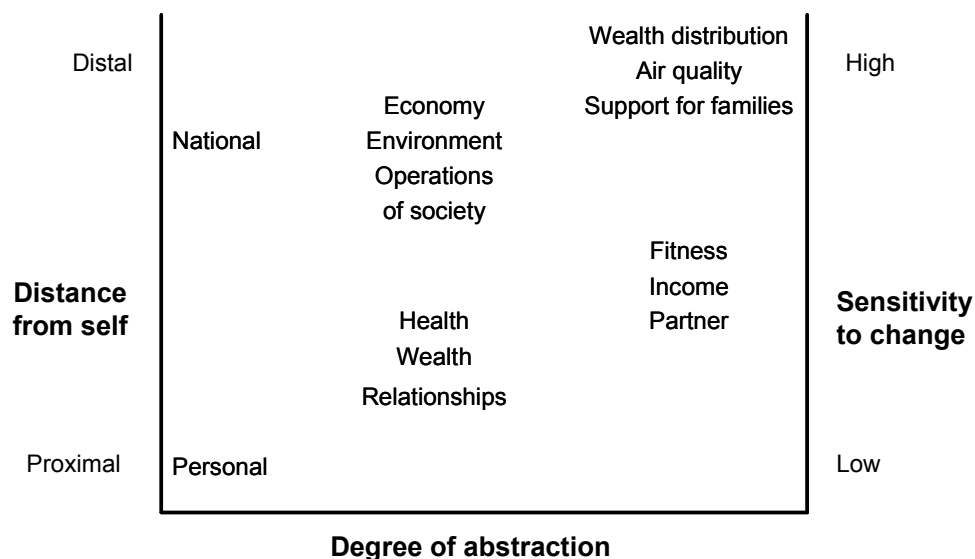 Wealth distribution
Distal
Air quality
High
Economy
Support for families
National
Environment
Operations
of society
Fitness
Distance
from self
Income
Sensitivity
to change
Health
Partner
Wealth
Relationships
Proximal
Personal
Low
Degree of abstraction